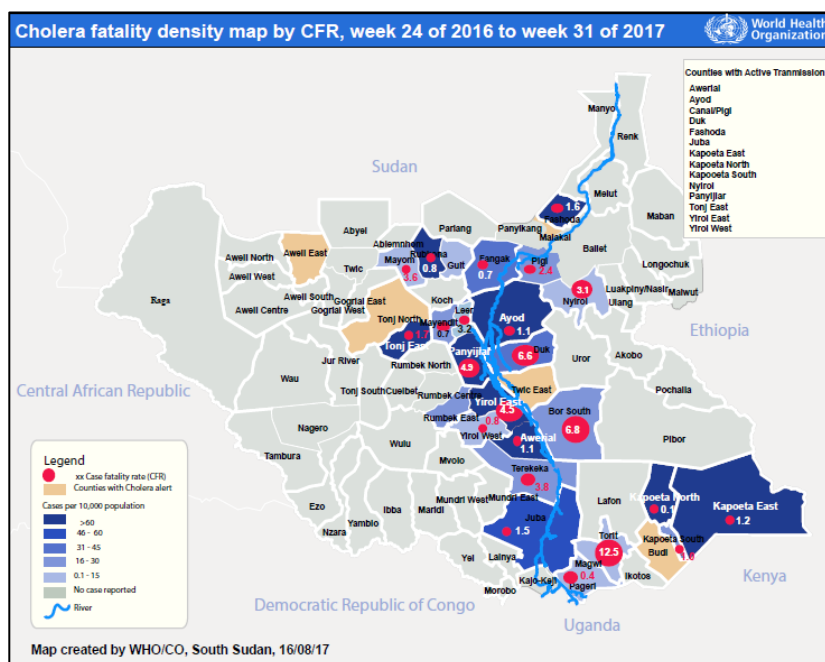 Cholera fatality density map by CFR, week 24 of 2016 to week 31 of 2017
World Health
Organization
Counties with Active Tranmission
Awerial
Ayod
Canal/Pigi
Duk
Fashoda
Juba
Kapoeta East
Kapoeta North
Kapooeta South
Nyirol
Panyijiar
Tonj East
Yirol East
Yirol West
Manyo
Renk
Sudan
Melut
1.6
Fashoda
Maban
Abyei
Pariang
Panyikang
Malakal
Baliet
Abiemnhom
Rubkona
Awell North
Awell East
Mayom
0.8
Guit
Fangak
Pigi
Longochuk
Awell West
Twic
3.6
0.7
2.4
Luakpiny/Nasir
Maiwut
3.1
Nyirol
Ulang
Raga
Awell South
Gogrial East
Koch
Awell Centre
Gogrial West
Tonj North
Mayendit
Leer
Ayod
Ethiopia
1.7
0.7
3.2
1.1
Tonj East
Panyijiar
Duk
6.6
Akobo
Jur River
Rumbek North
4.9
Uror
Central African Republic
Wau
Tonj South
Cueibet
Rumbek Centre
Twic East
Pochalla
Yirol East
4.5
Bor South
Rumbek East
0.8
6.8
Nagero
Wulu
Yirol West
Awerial
1.1
Pibor
Tambura
Mvolo
Terekeka
3.8
Ezo
Ibba
Maridi
Mundri West
Mundri East
Lafon
Kapoeta North
0.1
Kapoeta East
1.2
Nzara
Yambio
Juba
1.5
Torit
12.5
Kapoeta South
Budi
Yei
Lainya
Magwi
0.4
Ikotos
Kajo-Keji
Pageri
Morobo
Kenya
Democratic Republic of Congo
Uganda
Legend
xx Case fatality rate (CFR)
Counties with Cholera alert
Cases per 10,000 population
>60
46 - 60
31 - 45
16 - 30
0.1 - 15
No case reported
River
Map created by WHO/CO, South Sudan, 16/08/17